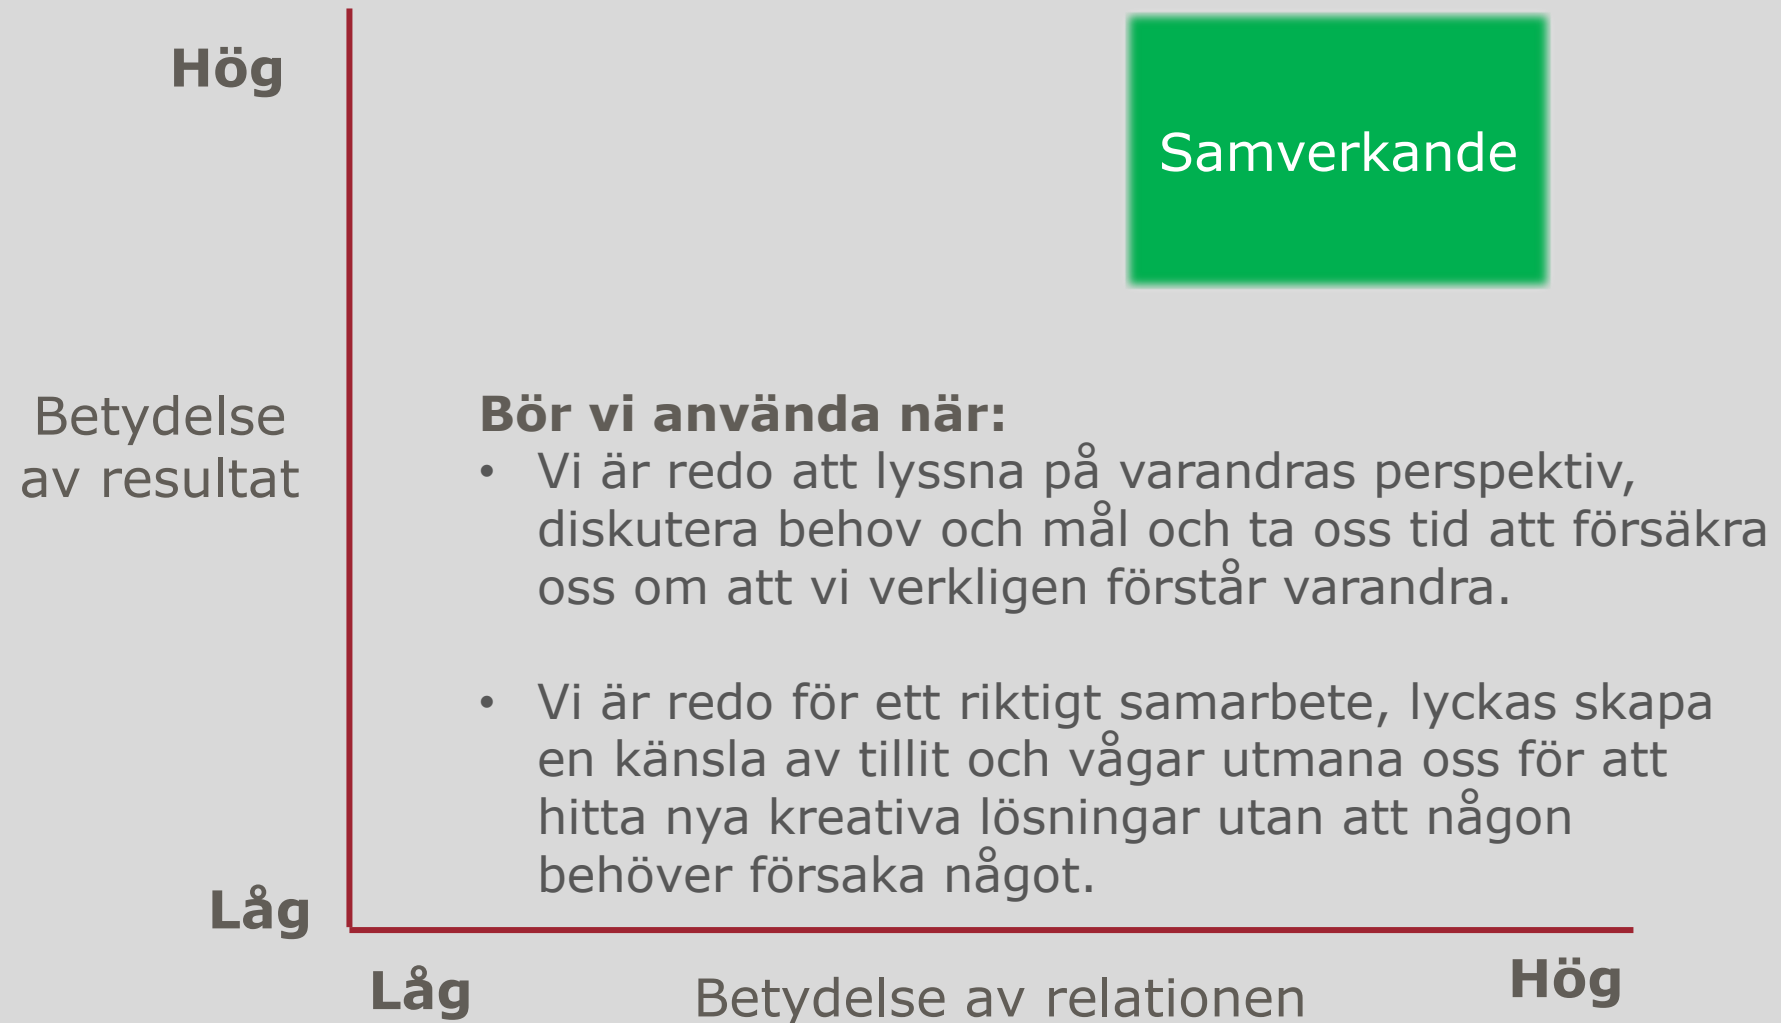 Hög
Samverkande
Betydelse
av resultat
Bör vi använda när:
• Vi är redo att lyssna på varandras perspektiv,
diskutera behov och mål och ta oss tid att försäkra
oss om att vi verkligen förstår varandra.
• Vi är redo för ett riktigt samarbete, lyckas skapa
en känsla av tillit och vågar utmana oss för att
hitta nya kreativa lösningar utan att någon
behöver försaka något.
Låg
Låg
Betydelse av relationen
Hög